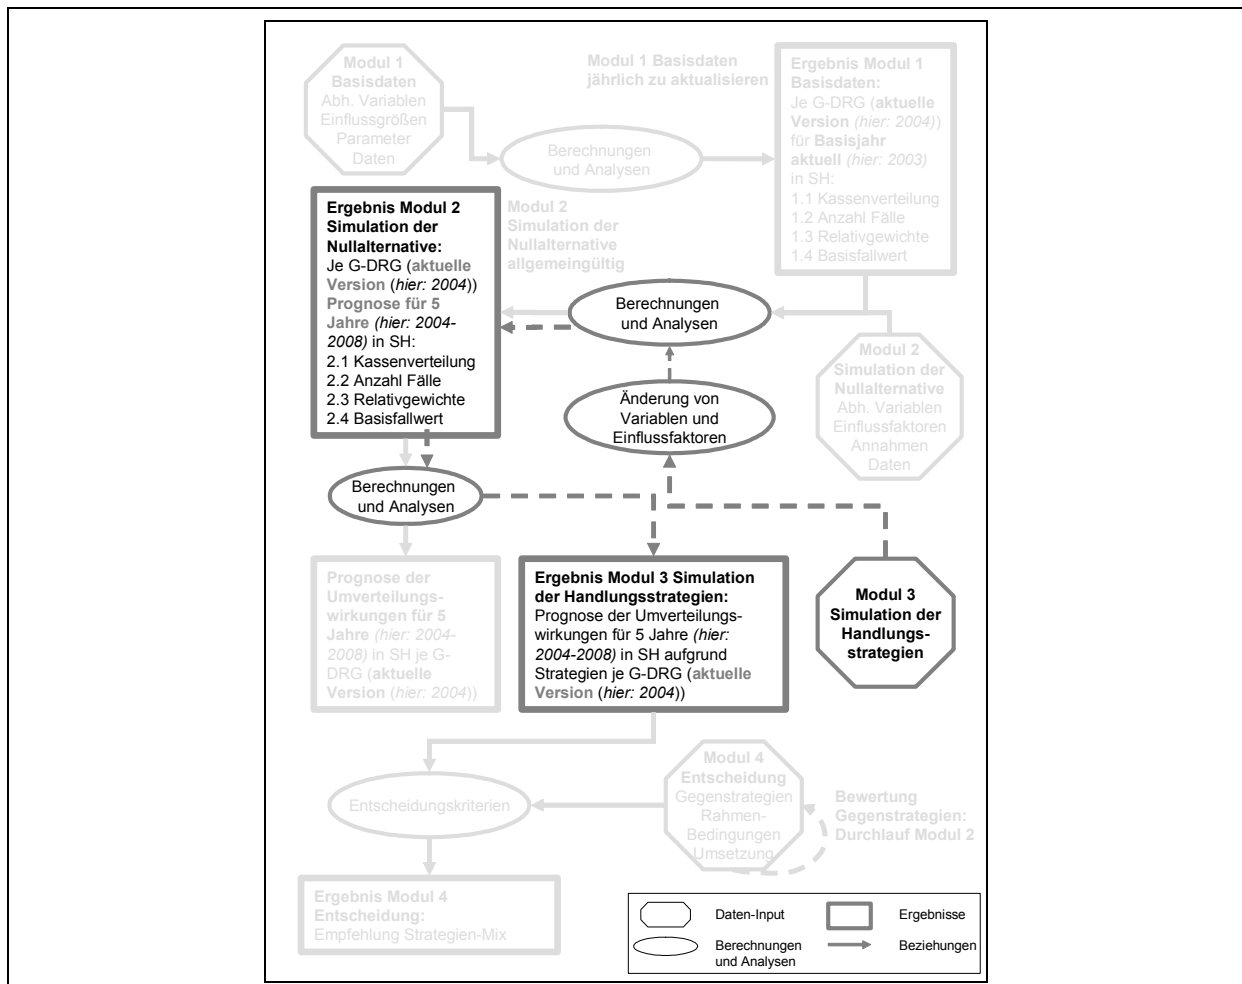 Modul 1
Basisdaten
Abh. Variablen
Einflussgrößen
Parameter
Daten
Modul 1 Basisdaten
jährlich zu aktualisieren
Ergebnis Modul 1
Basisdaten:
Je G-DRG (aktuelle
Version (hier: 2004))
für Basisjahr
aktuell (hier: 2003)
in SH:
1.1 Kassenverteilung
1.2 Anzahl Fälle
1.3 Relativgewichte
1.4 Basisfallwert
Berechnungen
und Analysen
Ergebnis Modul 2
Simulation der
Nullalternative:
Je G-DRG (aktuelle
Version (hier: 2004))
Prognose für 5
Jahre (hier: 2004-
2008) in SH:
2.1 Kassenverteilung
2.2 Anzahl Fälle
2.3 Relativgewichte
2.4 Basisfallwert
Modul 2
Simulation der
Nullalternative
allgemeingültig
Berechnungen
und Analysen
Modul 2
Simulation der
Nullalternative
Abh. Variablen
Einflussfaktoren
Annahmen
Daten
Änderung von
Variablen und
Einflussfaktoren
Berechnungen
und Analysen
Prognose der
Umverteilungs-
wirkungen für 5
Jahre (hier: 2004-
2008) in SH je G-
DRG (aktuelle
Version (hier: 2004))
Ergebnis Modul 3 Simulation
der Handlungsstrategien:
Prognose der Umverteilungs-
wirkungen für 5 Jahre (hier:
2004-2008) in SH aufgrund
Strategien je G-DRG (aktuelle
Version (hier: 2004))
Modul 3
Simulation der
Handlungs-
strategien
Entscheidungskriterien
Modul 4
Entscheidung
Gegenstrategien
Rahmen-
Bedingungen
Umsetzung
Bewertung
Gegenstrategien:
Durchlauf Modul 2
Ergebnis Modul 4
Entscheidung:
Empfehlung Strategien-Mix
Daten-Input
Ergebnisse
Berechnungen
und Analysen
Beziehungen